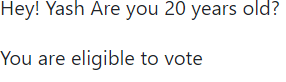 Hey! Yash Are you 20 years old?
You are eligible to vote